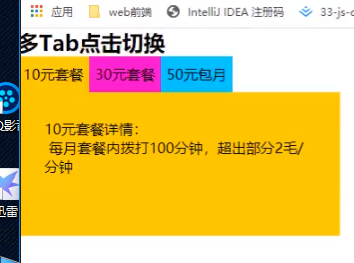 应用 web前端 IntelliJ IDEA 注册码 33-js-c
多Tab点击切换
10元套餐 30元套餐 50元包月
10元套餐详情：
每月套餐内拨打100分钟，超出部分2毛/
分钟
Q影音
迅雷